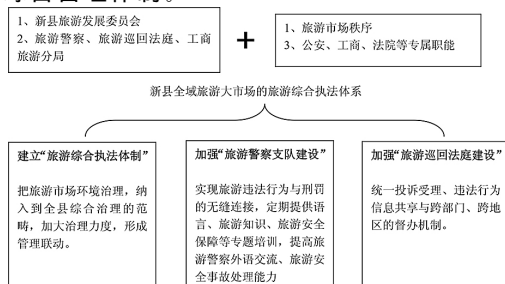 1、新县旅游发展委员会
2、旅游警察、旅游巡回法庭、工商
旅游分局
+
1、旅游市场秩序
3、公安、工商、法院等专属职能
新县全域旅游大市场的旅游综合执法体系
建立“旅游综合执法体制”
把旅游市场环境治理，纳
入到全县综合治理的范
畴，加大治理力度，形成
管理联动。
加强“旅游警察支队建设”
实现旅游违法行为与刑罚
的无缝连接，定期提供语
言、旅游知识、旅游安全
保障等专题培训，提高旅
游警察外语交流、旅游安
全事故处理能力
加强“旅游巡回法庭建设”
统一投诉受理、违法行为
信息共享与跨部门、跨地
区的督办机制。